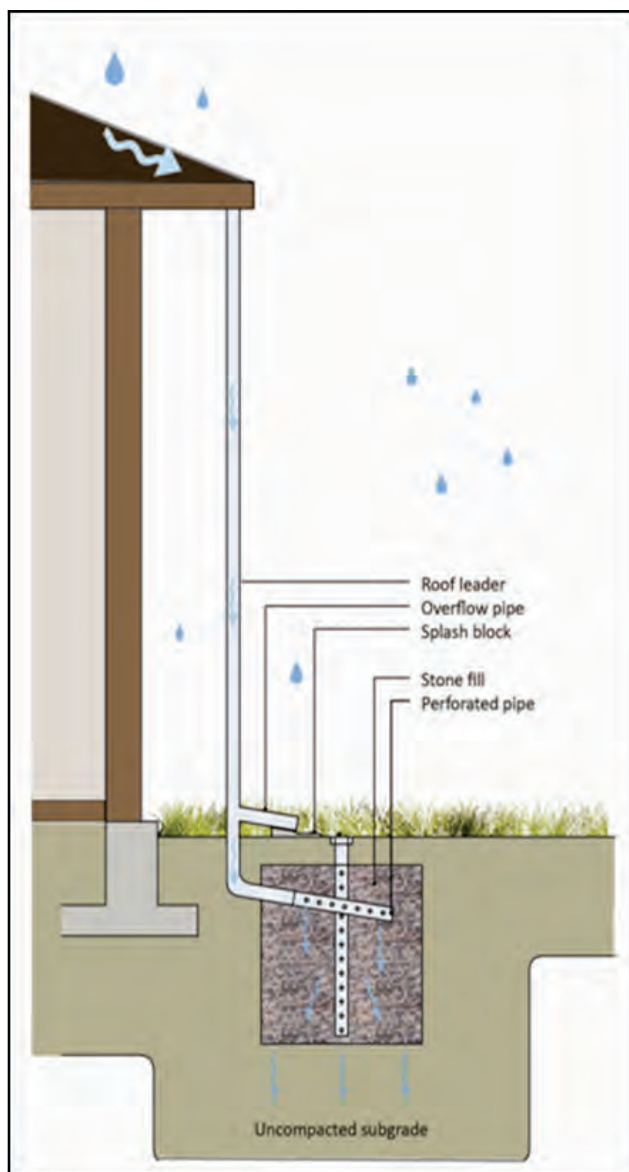 Roof leader
Overflow pipe
Splash block
Stone fill
Perforated pipe
Uncompacted subgrade